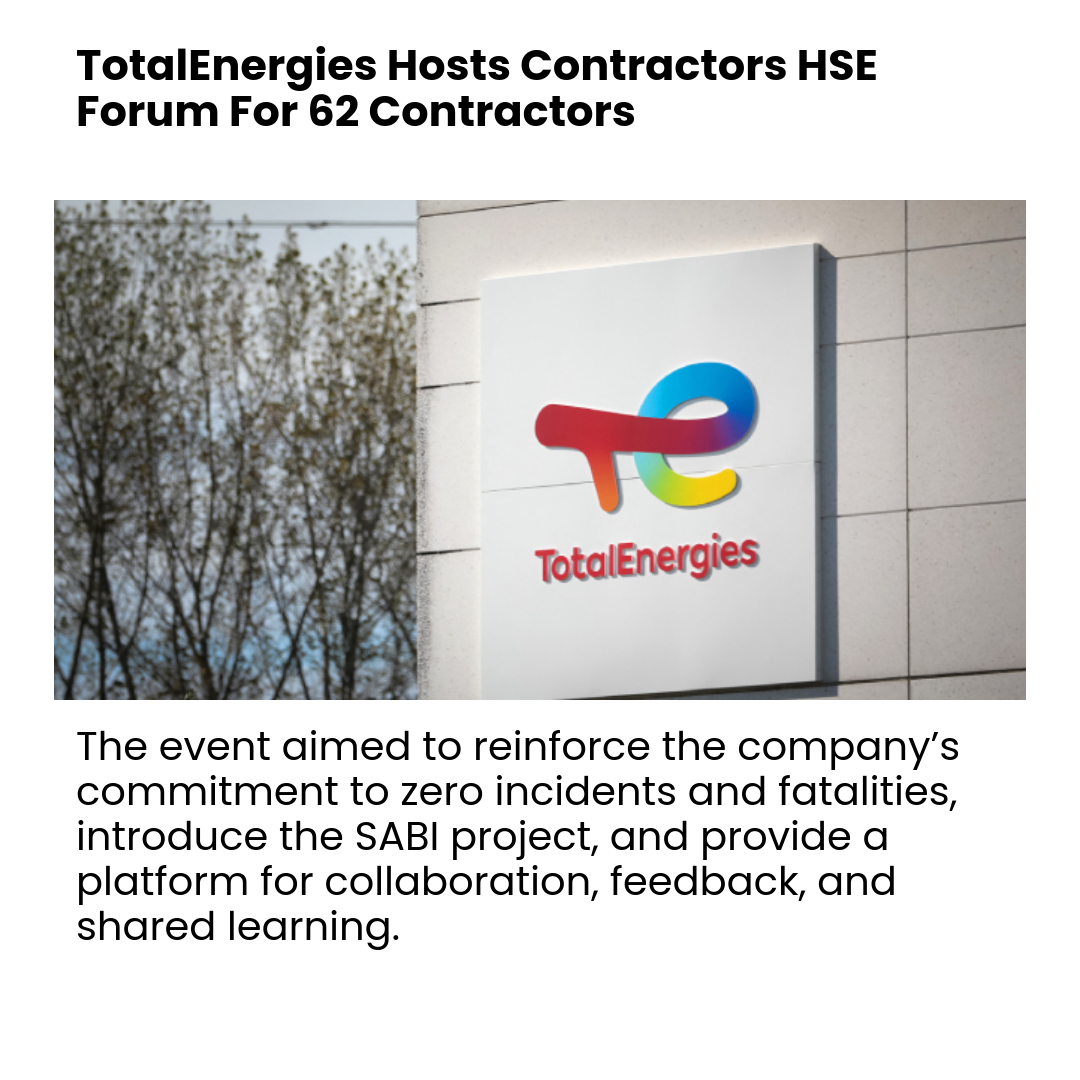 TotalEnergies Hosts Contractors HSE
Forum For 62 Contractors
TotalEnergies
The event aimed to reinforce the company’s
commitment to zero incidents and fatalities,
introduce the SABI project, and provide a
platform for collaboration, feedback, and
shared learning.